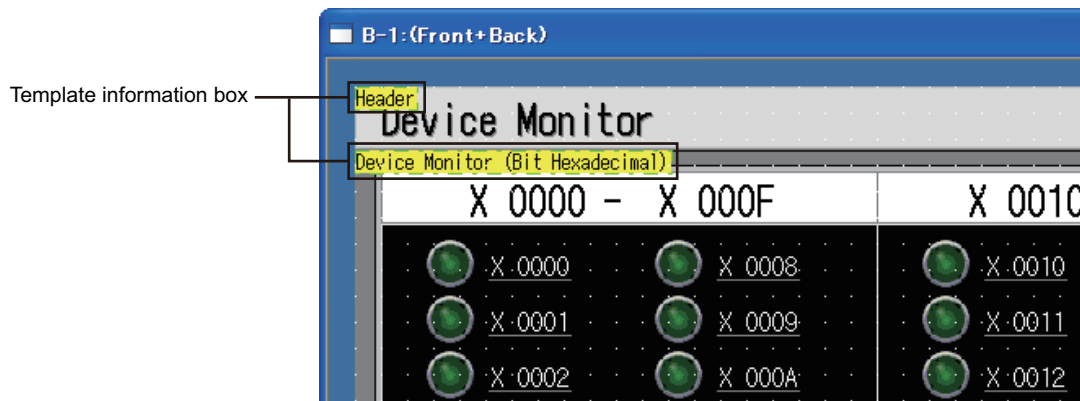 B-1:(Front+Back)
Template information box
Header
Device Monitor
Device Monitor (Bit Hexadecimal)
X 0000 - X 000F X 0010
X 0000 X 0008 X 0010
X 0001 X 0009 X 0011
X 0002 X 000A X 0012